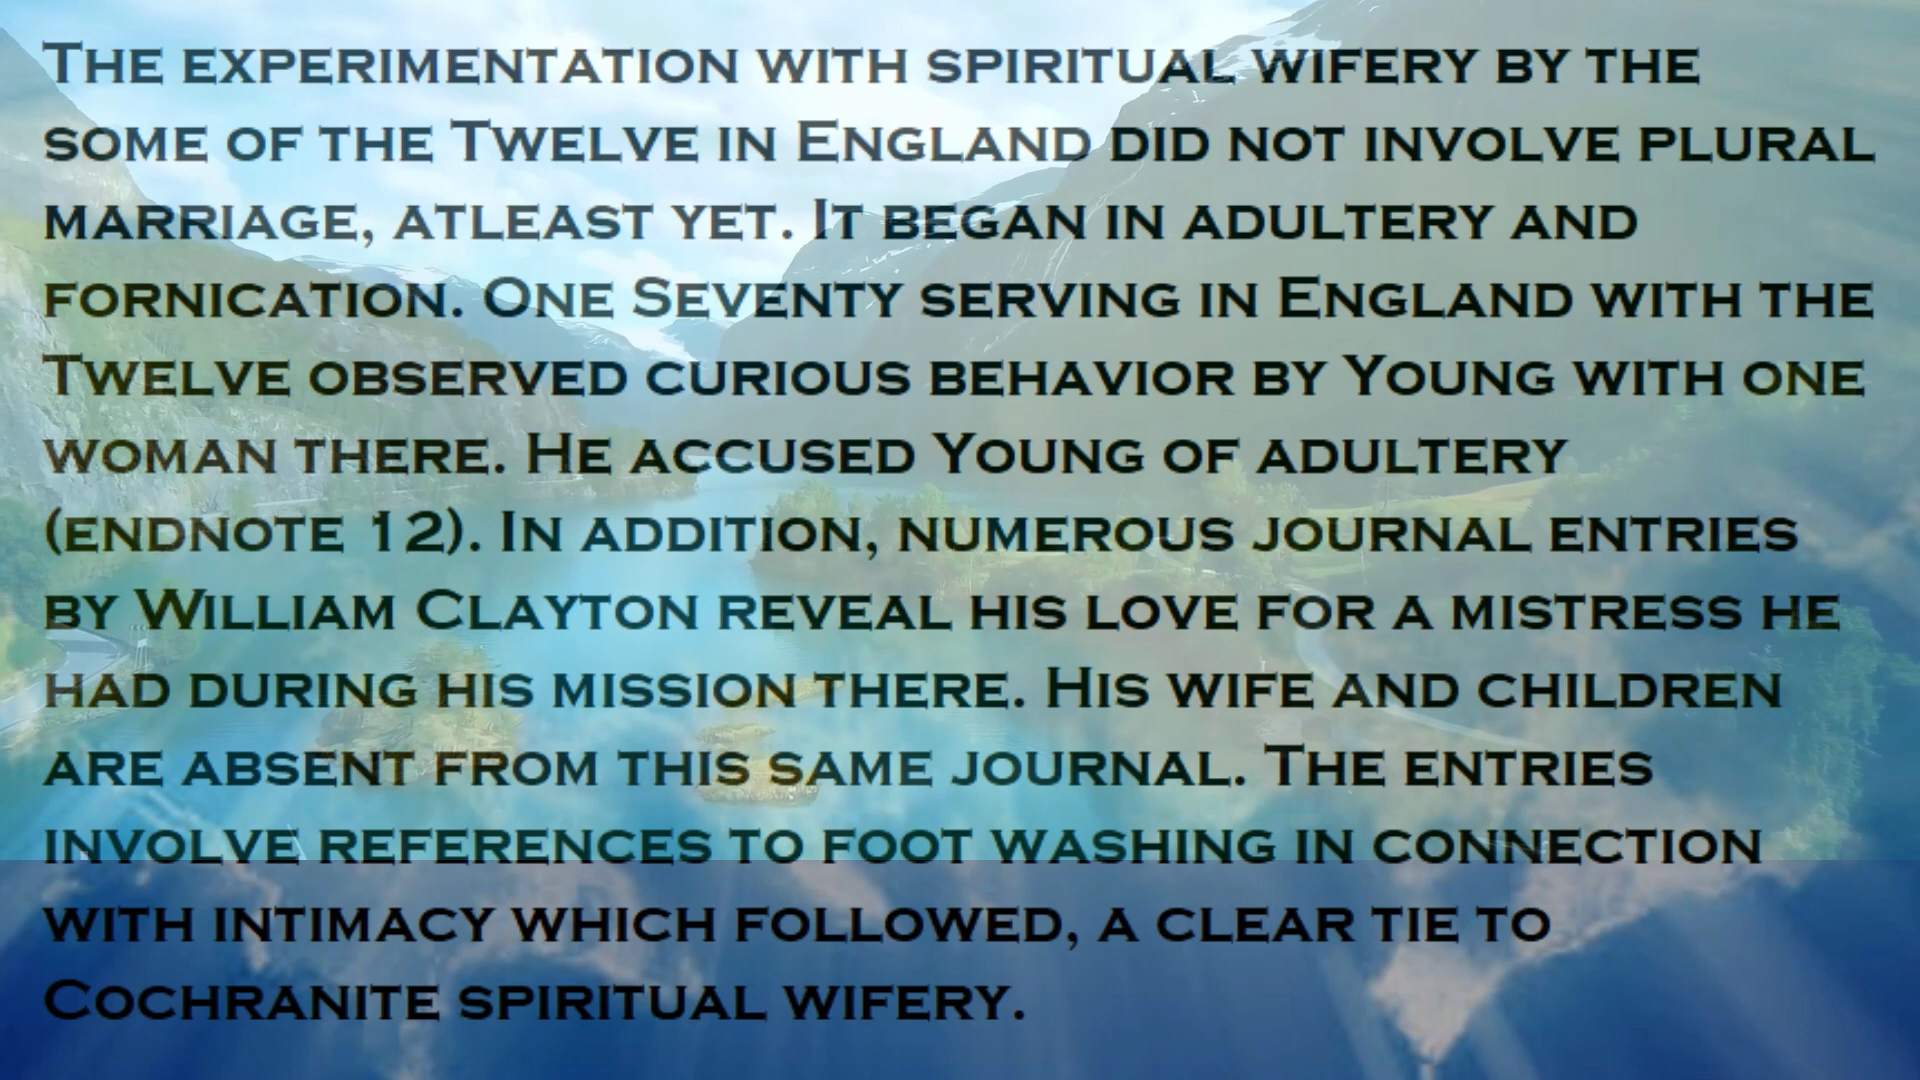 The experimentation with spiritual wifery by the
some of the Twelve in England did not involve plural
marriage, atleast yet. It began in adultery and
fornication. One Seventy serving in England with the
Twelve observed curious behavior by Young with one
woman there. He accused Young of adultery
(endnote 12). In addition, numerous journal entries
by William Clayton reveal his love for a mistress he
had during his mission there. His wife and children
are absent from this same journal. The entries
involve references to foot washing in connection
with intimacy which followed, a clear tie to
Cochranite spiritual wifery.